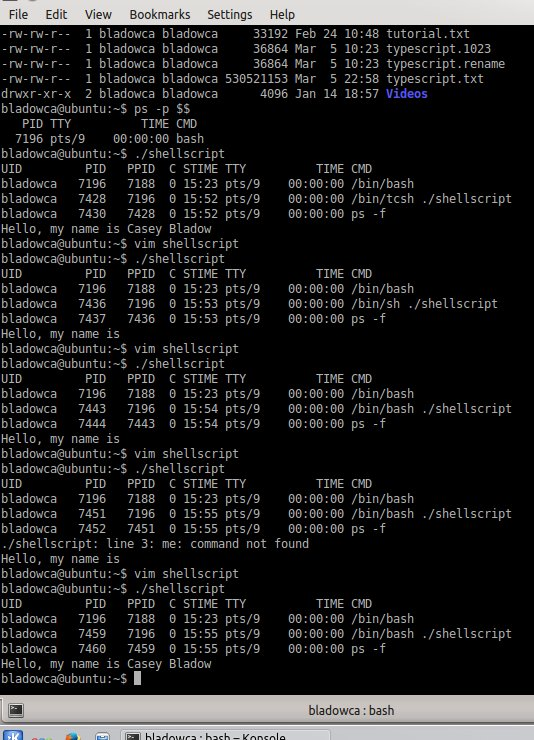 File Edit View Bookmarks Settings Help
-rw-rw-r-- 1 bladowca bladowca 33192 Feb 24 10:48 tutorial.txt
-rw-rw-r-- 1 bladowca bladowca 36864 Mar 5 10:23 typescript.1023
-rw-rw-r-- 1 bladowca bladowca 36864 Mar 5 10:23 typescript.rename
-rw-rw-r-- 1 bladowca bladowca 530521153 Mar 5 22:58 typescript.txt
drwxr-xr-x 2 bladowca bladowca 4096 Jan 14 18:57 Videos
bladowca@ubuntu:~$ ps -p $$
PID TTY TIME CMD
7196 pts/9 00:00:00 bash
bladowca@ubuntu:~$ ./shellscript
UID PID PPID C STIME TTY TIME CMD
bladowca 7196 7188 0 15:23 pts/9 00:00:00 /bin/bash
bladowca 7428 7196 0 15:52 pts/9 00:00:00 /bin/tcsh ./shellscript
bladowca 7430 7428 0 15:52 pts/9 00:00:00 ps -f
Hello, my name is Casey Bladow
bladowca@ubuntu:~$ vim shellscript
bladowca@ubuntu:~$ ./shellscript
UID PID PPID C STIME TTY TIME CMD
bladowca 7196 7188 0 15:23 pts/9 00:00:00 /bin/bash
bladowca 7436 7196 0 15:53 pts/9 00:00:00 /bin/sh ./shellscript
bladowca 7437 7436 0 15:53 pts/9 00:00:00 ps -f
Hello, my name is
bladowca@ubuntu:~$ vim shellscript
bladowca@ubuntu:~$ ./shellscript
UID PID PPID C STIME TTY TIME CMD
bladowca 7196 7188 0 15:23 pts/9 00:00:00 /bin/bash
bladowca 7443 7196 0 15:54 pts/9 00:00:00 /bin/bash ./shellscript
bladowca 7444 7443 0 15:54 pts/9 00:00:00 ps -f
Hello, my name is
bladowca@ubuntu:~$ vim shellscript
bladowca@ubuntu:~$ ./shellscript
UID PID PPID C STIME TTY TIME CMD
bladowca 7196 7188 0 15:23 pts/9 00:00:00 /bin/bash
bladowca 7451 7196 0 15:55 pts/9 00:00:00 /bin/bash ./shellscript
bladowca 7452 7451 0 15:55 pts/9 00:00:00 ps -f
./shellscript: line 3: me: command not found
Hello, my name is
bladowca@ubuntu:~$ vim shellscript
bladowca@ubuntu:~$ ./shellscript
UID PID PPID C STIME TTY TIME CMD
bladowca 7196 7188 0 15:23 pts/9 00:00:00 /bin/bash
bladowca 7459 7196 0 15:55 pts/9 00:00:00 /bin/bash ./shellscript
bladowca 7460 7459 0 15:55 pts/9 00:00:00 ps -f
Hello, my name is Casey Bladow
bladowca@ubuntu:~$
bladowca : bash
bladowca : bash – Konsole